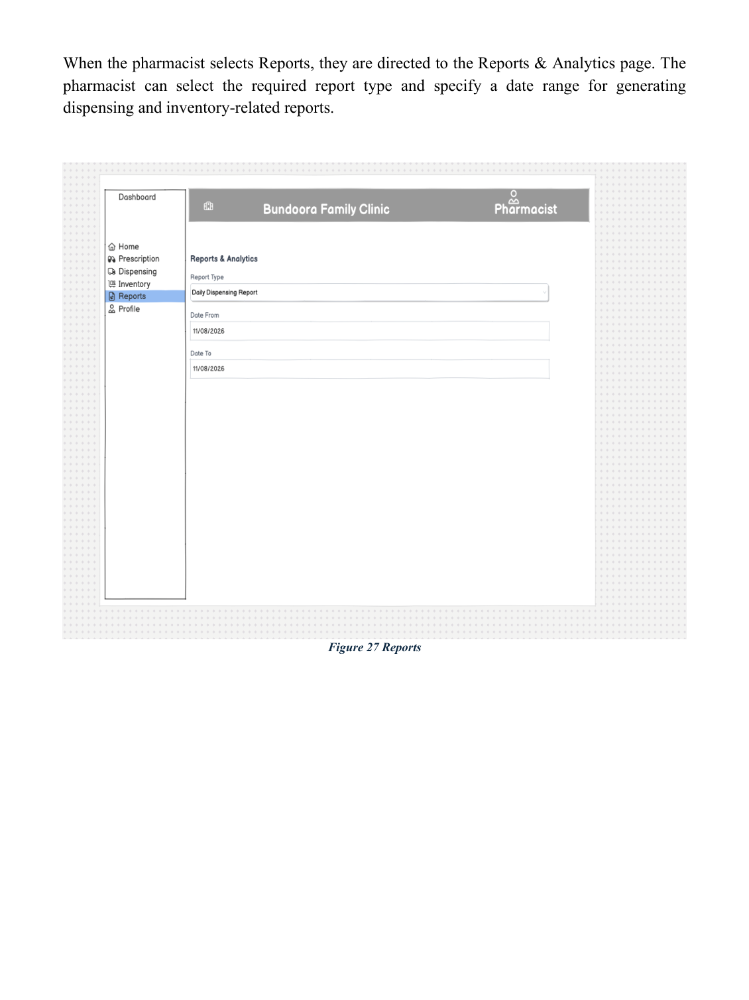 When the pharmacist selects Reports, they are directed to the Reports & Analytics page. The
pharmacist can select the required report type and specify a date range for generating
dispensing and inventory-related reports.
Dashboard
Bundoora Family Clinic
Pharmacist
Home
Prescription
Dispensing
Inventory
Reports
Profile
Reports & Analytics
Report Type
Daily Dispensing Report
Date From
11/08/2026
Date To
11/08/2026
Figure 27 Reports